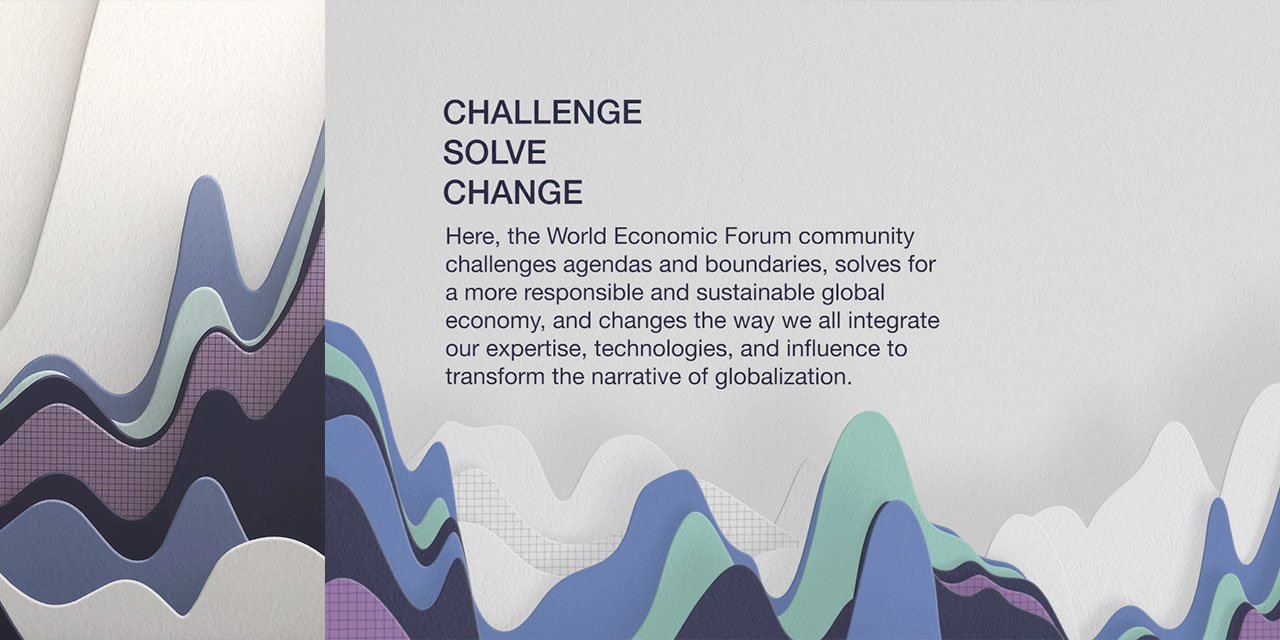 CHALLENGE
SOLVE
CHANGE
Here, the World Economic Forum community
challenges agendas and boundaries, solves for
a more responsible and sustainable global
economy, and changes the way we all integrate
our expertise, technologies, and influence to
transform the narrative of globalization.